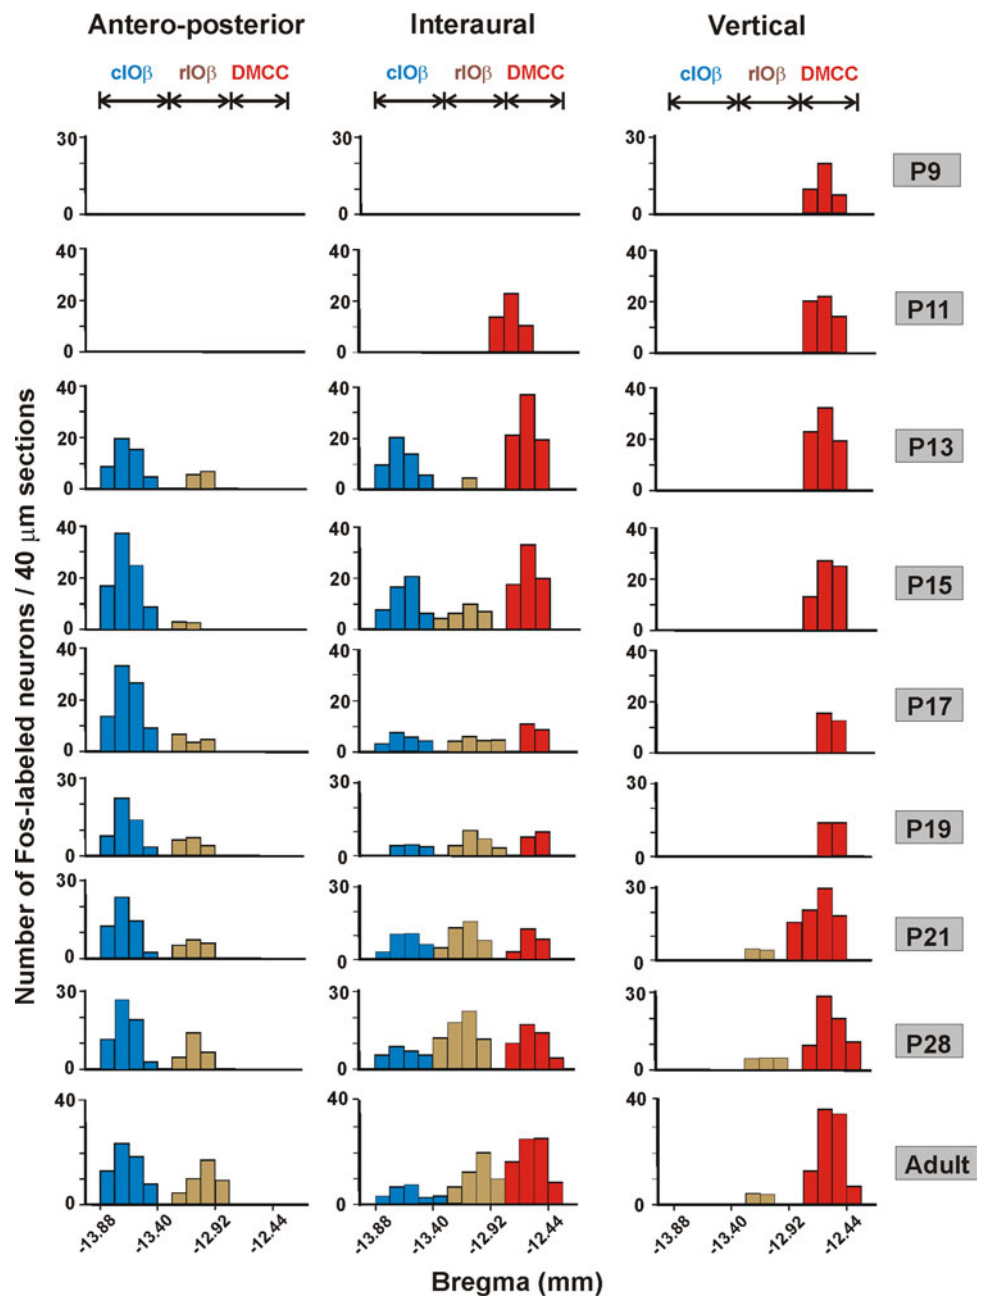 Antero-posterior Interaural Vertical
cIOβ rIOβ DMCC cIOβ rIOβ DMCC cIOβ rIOβ DMCC
Number of Fos-labeled neurons / 40 μm sections
30 30 30 P9
0 0 0
40 40 40
20 20 20 P11
0 0 0
40 40 40
20 20 20 P13
0 0 0
40 40 40
20 20 20 P15
0 0 0
40 40 40
20 20 20 P17
0 0 0
30 30 30
P19
0 0 0
30 30 30
P21
0 0 0
30 30 30
P28
0 0 0
40 40 40
20 20 20 Adult
0 0 0
-13.88 -13.40 -12.92 -12.44 -13.88 -13.40 -12.92 -12.44 -13.88 -13.40 -12.92 -12.44
Bregma (mm)